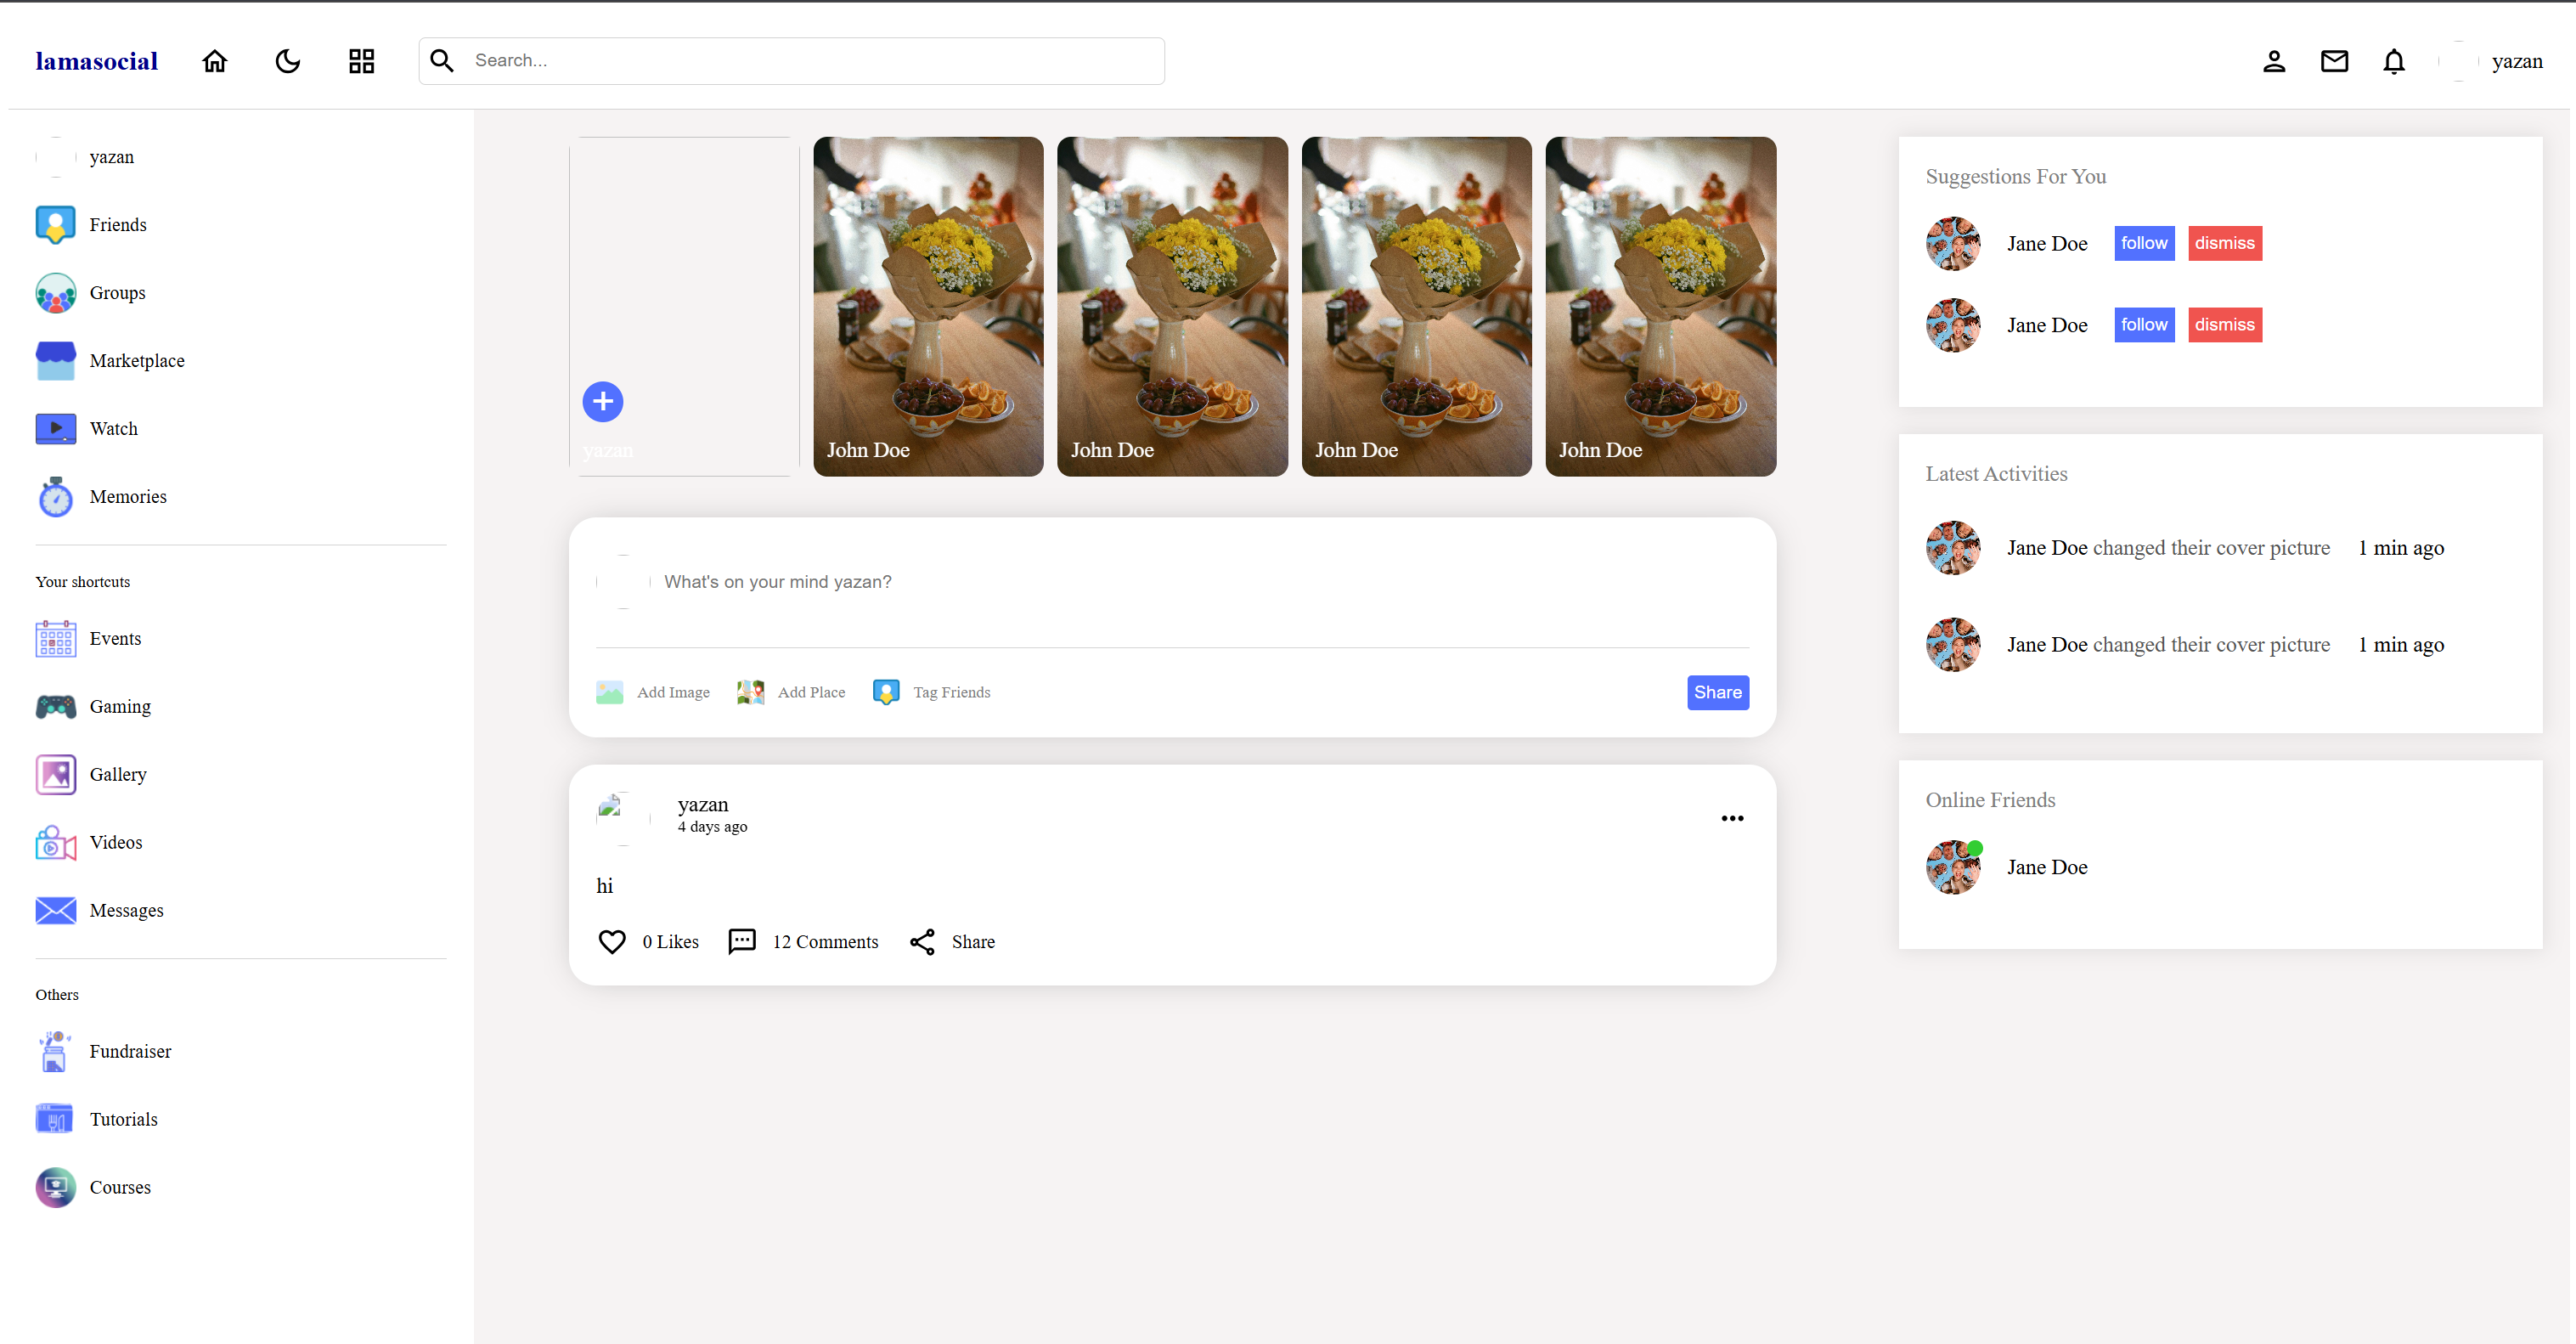 lamasocial
Search...
yazan
yazan
Friends
Groups
Marketplace
Watch
Memories
Your shortcuts
Events
Gaming
Gallery
Videos
Messages
Others
Fundraiser
Tutorials
Courses
yazan
John Doe
John Doe
John Doe
John Doe
What's on your mind yazan?
Add Image
Add Place
Tag Friends
Share
yazan
4 days ago
hi
0 Likes
12 Comments
Share
Suggestions For You
Jane Doe
follow
dismiss
Jane Doe
follow
dismiss
Latest Activities
Jane Doe changed their cover picture 1 min ago
Jane Doe changed their cover picture 1 min ago
Online Friends
Jane Doe